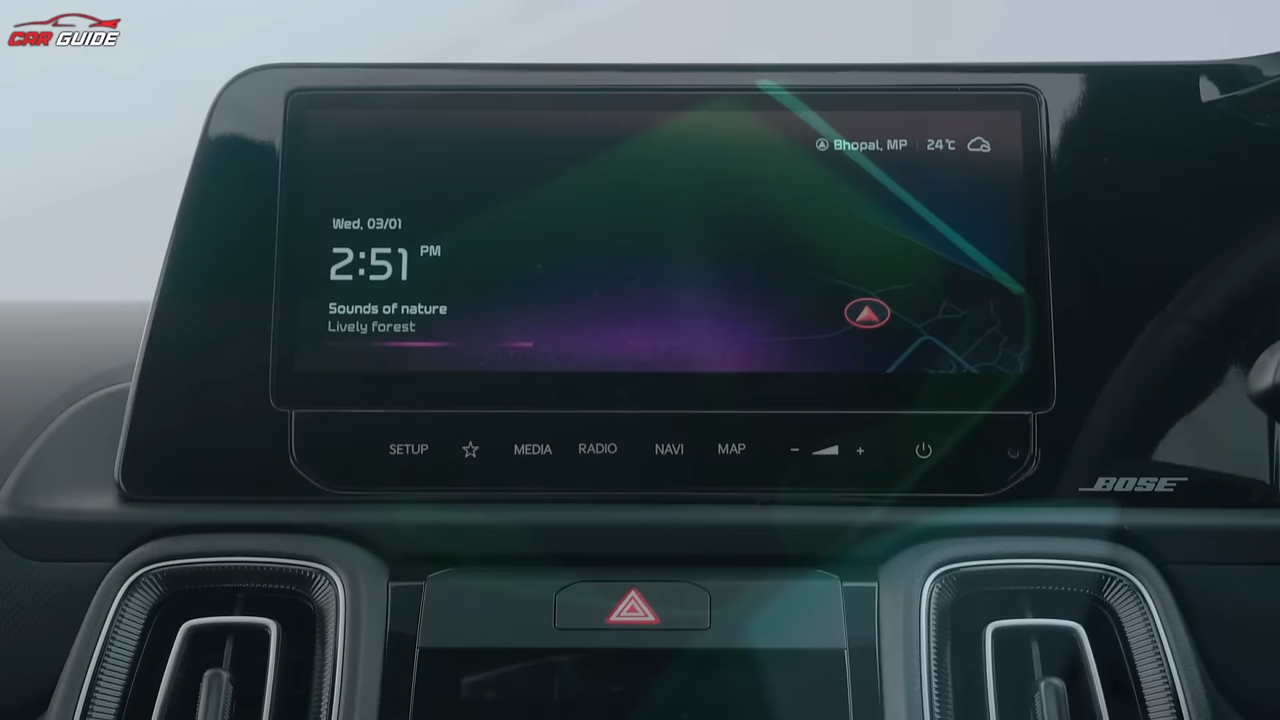 CAR GUIDE
Bhopal, MP 24°C
Wed, 03/01
2:51 PM
Sounds of nature
Lively forest
SETUP MEDIA RADIO NAVI MAP - +
BOSE